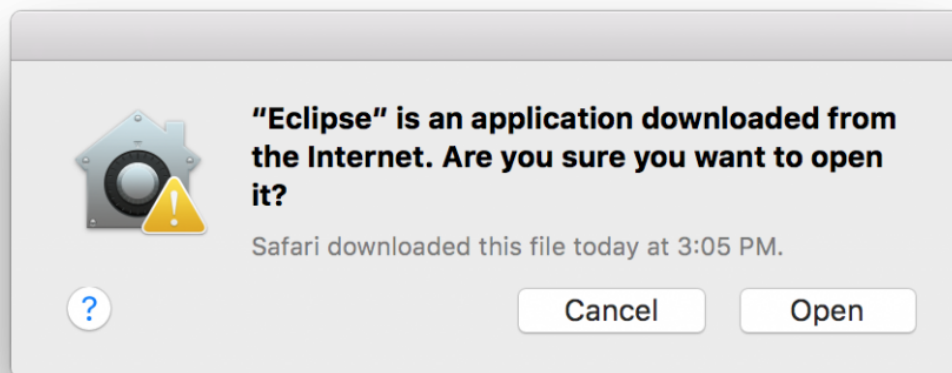 “Eclipse” is an application downloaded from
the Internet. Are you sure you want to open
it?
Safari downloaded this file today at 3:05 PM.
?
Cancel
Open